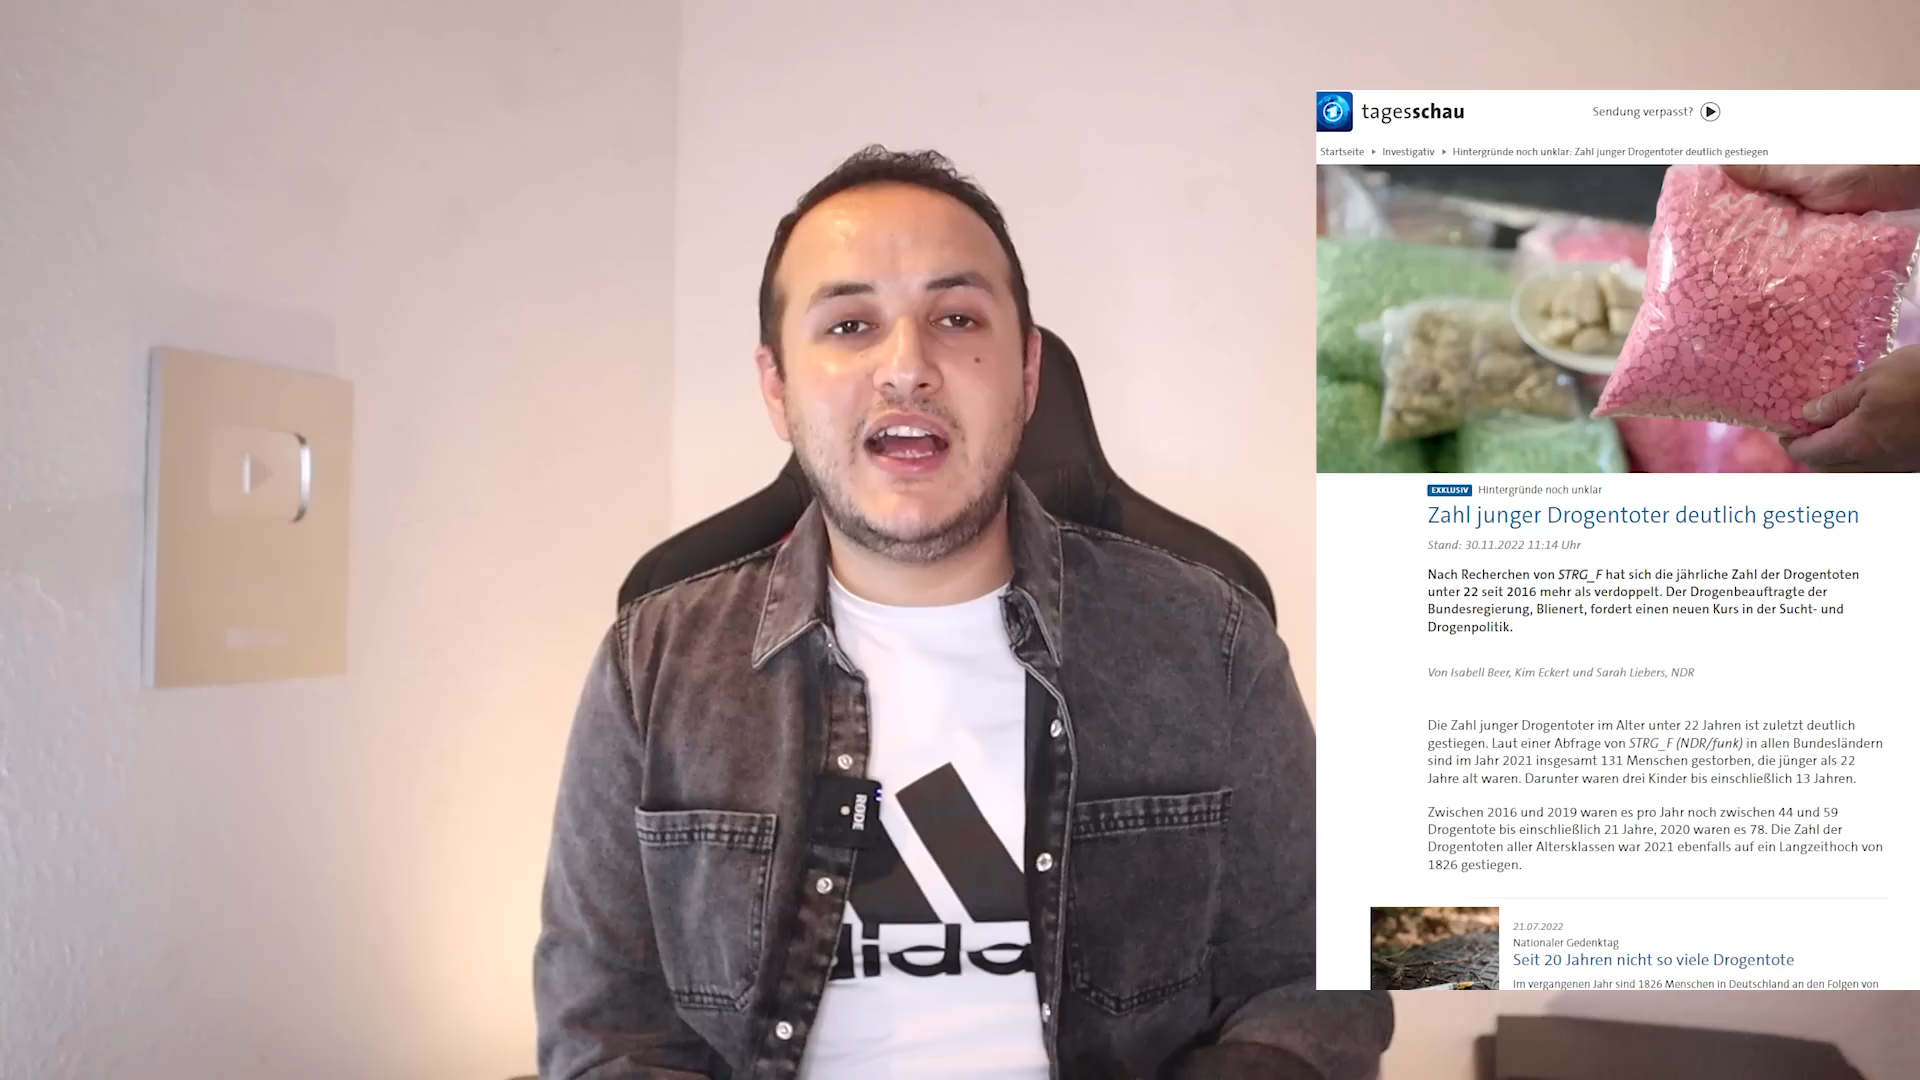 tagesschau
Sendung verpasst?
Startseite ▸ Investigativ ▸ Hintergründe noch unklar: Zahl junger Drogentoter deutlich gestiegen
EXKLUSIV Hintergründe noch unklar
Zahl junger Drogentoter deutlich gestiegen
Stand: 30.11.2022 11:14 Uhr
Nach Recherchen von STRG_F hat sich die jährliche Zahl der Drogentoten
unter 22 seit 2016 mehr als verdoppelt. Der Drogenbeauftragte der
Bundesregierung, Blienert, fordert einen neuen Kurs in der Sucht- und
Drogenpolitik.
Von Isabell Beer, Kim Eckert und Sarah Liebers, NDR
Die Zahl junger Drogentoter im Alter unter 22 Jahren ist zuletzt deutlich
gestiegen. Laut einer Abfrage von STRG_F (NDR/funk) in allen Bundesländern
sind im Jahr 2021 insgesamt 131 Menschen gestorben, die jünger als 22
Jahre alt waren. Darunter waren drei Kinder bis einschließlich 13 Jahren.
Zwischen 2016 und 2019 waren es pro Jahr noch zwischen 44 und 59
Drogentote bis einschließlich 21 Jahre, 2020 waren es 78. Die Zahl der
Drogentoten aller Altersklassen war 2021 ebenfalls auf ein Langzeithoch von
1826 gestiegen.
21.07.2022
Nationaler Gedenktag
Seit 20 Jahren nicht so viele Drogentote
Im vergangenen Jahr sind 1826 Menschen in Deutschland an den Folgen von
RØDE
adidas